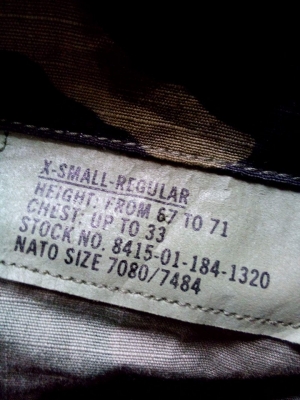 X-SMALL-REGULAR
HEIGHT: FROM 67 TO 71
CHEST: UP TO 33
STOCK NO. 8415-01-184-1320
NATO SIZE 7080/7484